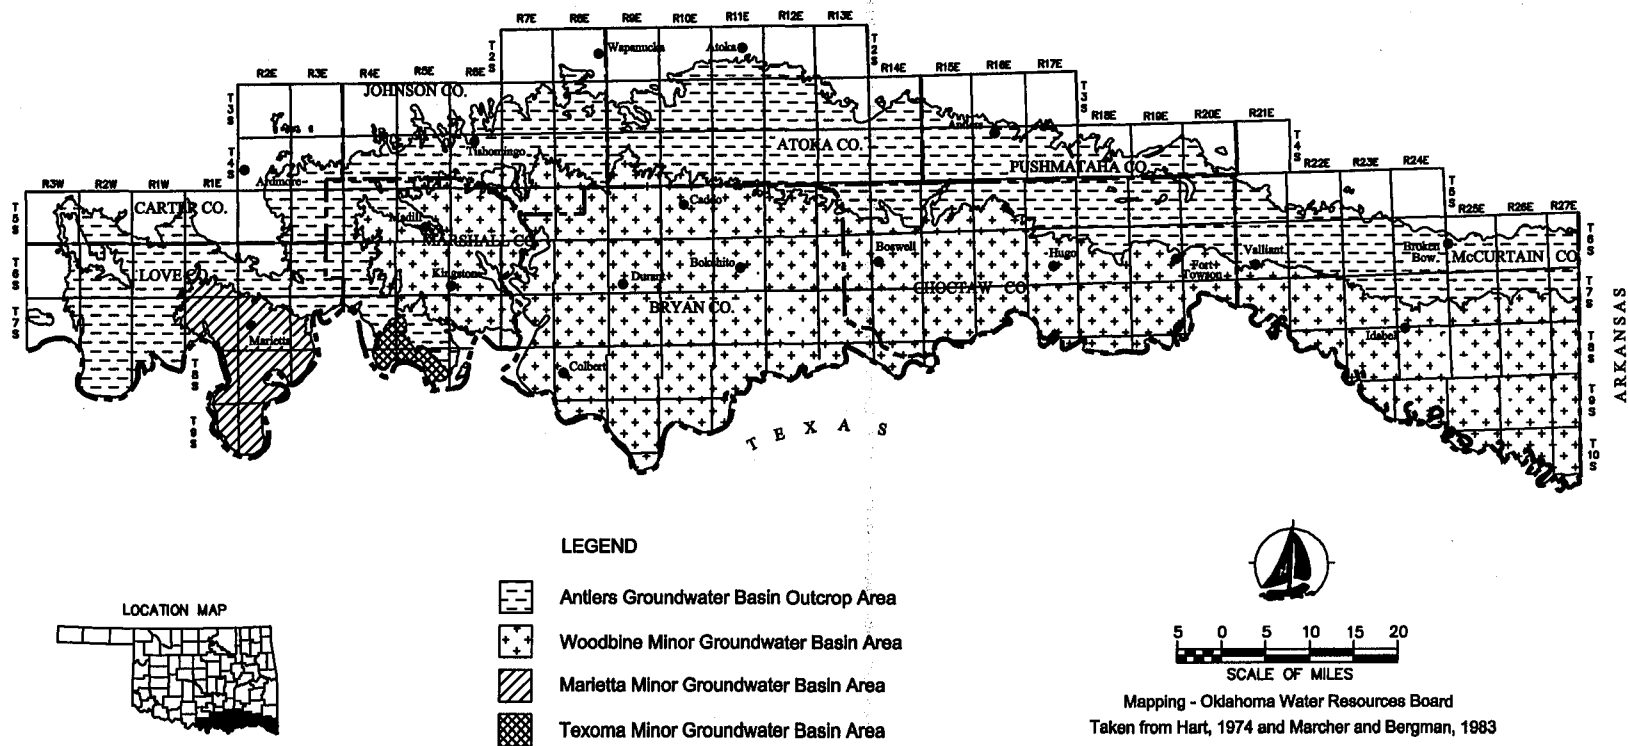 R7E R8E R9E R10E R11E R12E R13E
T2S
T2S
Wapanucka
Atoka
R2E R3E R4E R5E R6E
R14E R15E R16E R17E
JOHNSON CO.
T3S
T3S
R18E R19E R20E R21E
Antlers
ATOKA CO.
Tishomingo
PUSHMATAHA CO.
T4S
T4S
R22E R23E R24E
Ardmore
R3W R2W R1W R1E
CARTER CO.
Caddo
T5S
T5S
R25E R26E R27E
Madill
MARSHALL CO.
Boswell
Hugo
Valliant
Broken
Bow.
McCURTAIN CO.
T6S
T6S
LOVE CO.
Kingston
Durant
Bokchito
Fort
Towson
BRYAN CO.
CHOCTAW CO.
T7S
T7S
Marietta
Idabel
T8S
T8S
Colbert
T9S
T9S
T10S
TEXAS
ARKANSAS
LEGEND
Antlers Groundwater Basin Outcrop Area
Woodbine Minor Groundwater Basin Area
Marietta Minor Groundwater Basin Area
Texoma Minor Groundwater Basin Area
LOCATION MAP
5 0 5 10 15 20
SCALE OF MILES
Mapping - Oklahoma Water Resources Board
Taken from Hart, 1974 and Marcher and Bergman, 1983